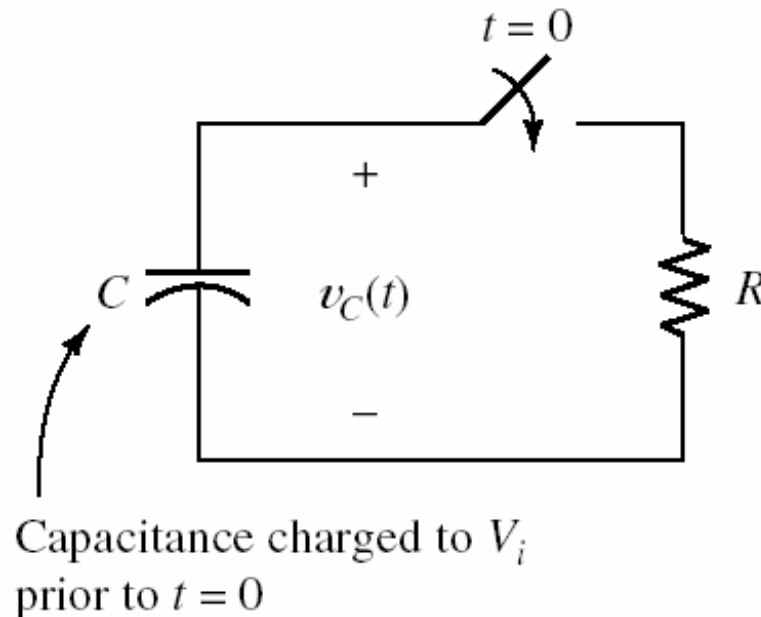 t = 0
+
C
v_C(t)
R
−
Capacitance charged to V_i
prior to t = 0